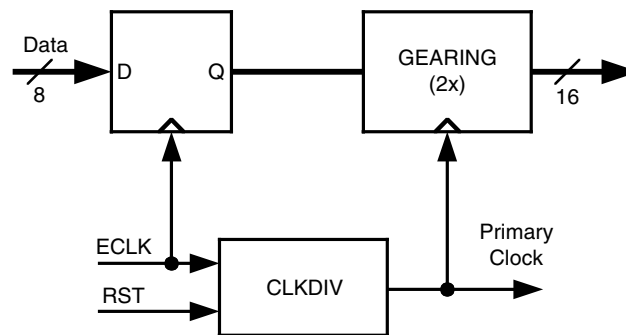 Data
8
D
Q
GEARING
(2x)
16
ECLK
RST
CLKDIV
Primary
Clock